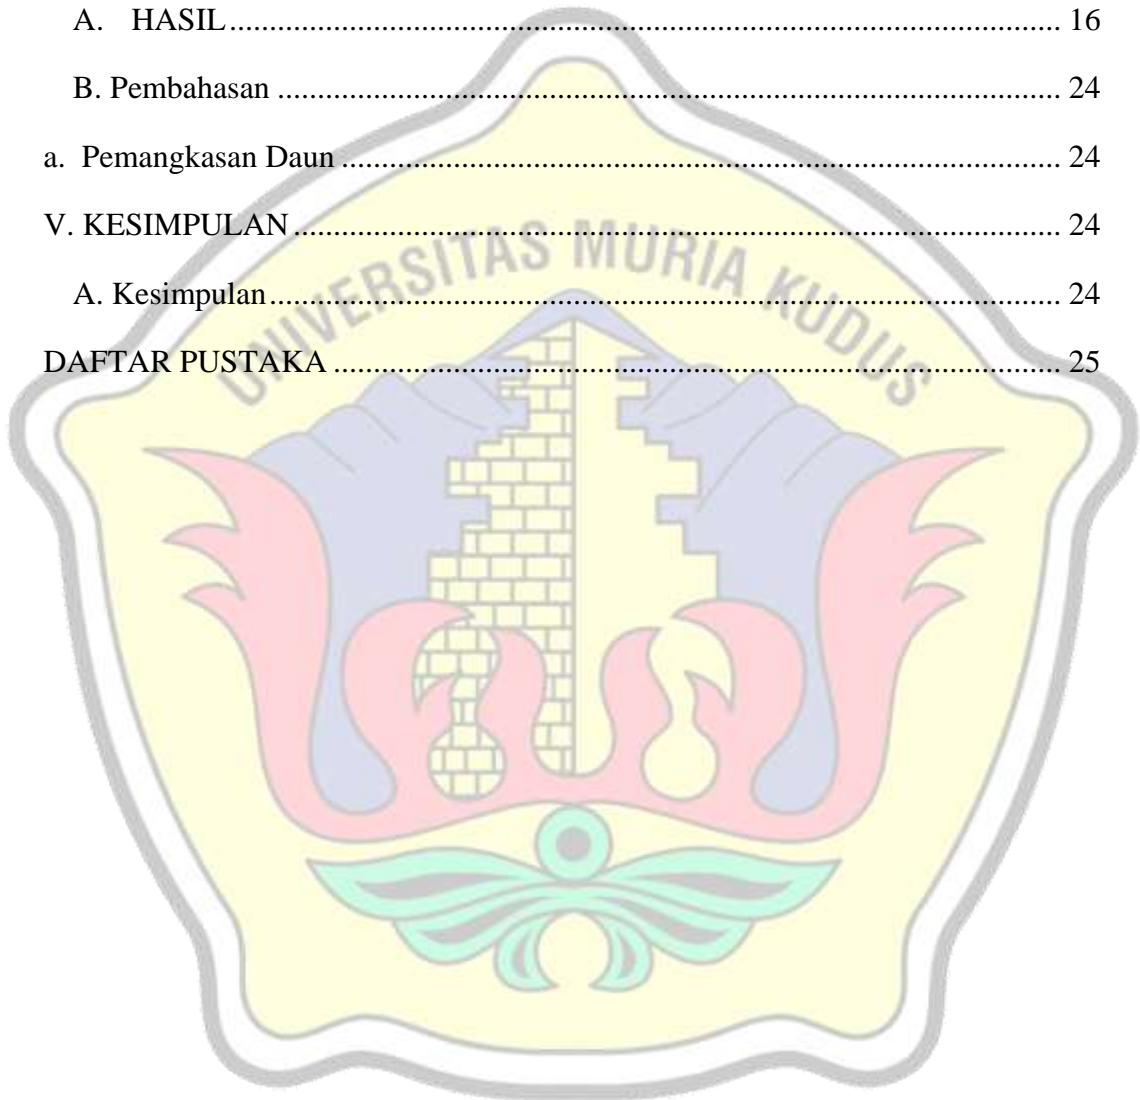 A. HASIL........................................................................................................ 16
B. Pembahasan .................................................................................................. 24
a. Pemangkasan Daun .......................................................................................... 24
V. KESIMPULAN ................................................................................................ 24
A. Kesimpulan................................................................................................... 24
DAFTAR PUSTAKA ........................................................................................... 25
UNIVERSITAS MURIA KUDUS